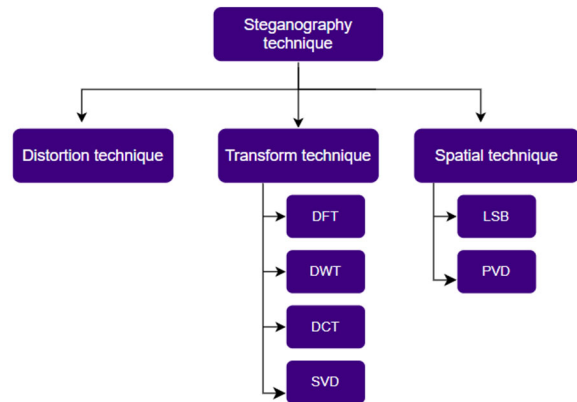 Steganography
technique
Distortion technique
Transform technique
Spatial technique
DFT
LSB
DWT
PVD
DCT
SVD